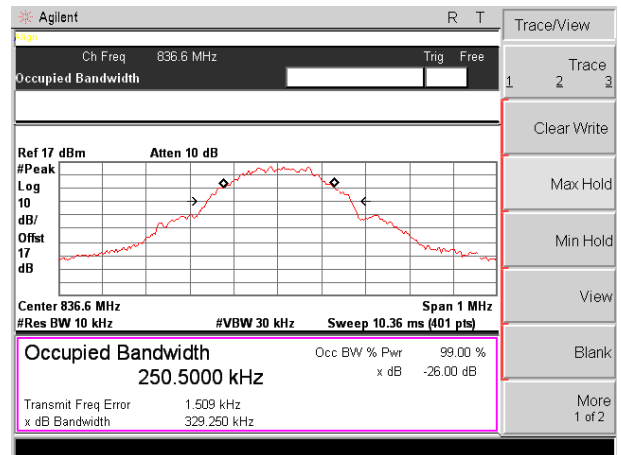 Agilent R T
Trace/View
Align
Ch Freq 836.6 MHz Trig Free
Occupied Bandwidth
Trace
1 2 3
Clear Write
Ref 17 dBm Atten 10 dB
#Peak
Log
10
dB/
Offst
17
dB
Max Hold
Min Hold
Center 836.6 MHz Span 1 MHz
#Res BW 10 kHz #VBW 30 kHz Sweep 10.36 ms (401 pts)
View
Occupied Bandwidth Occ BW % Pwr 99.00 %
250.5000 kHz x dB -26.00 dB
Transmit Freq Error 1.509 kHz
x dB Bandwidth 329.250 kHz
Blank
More
1 of 2